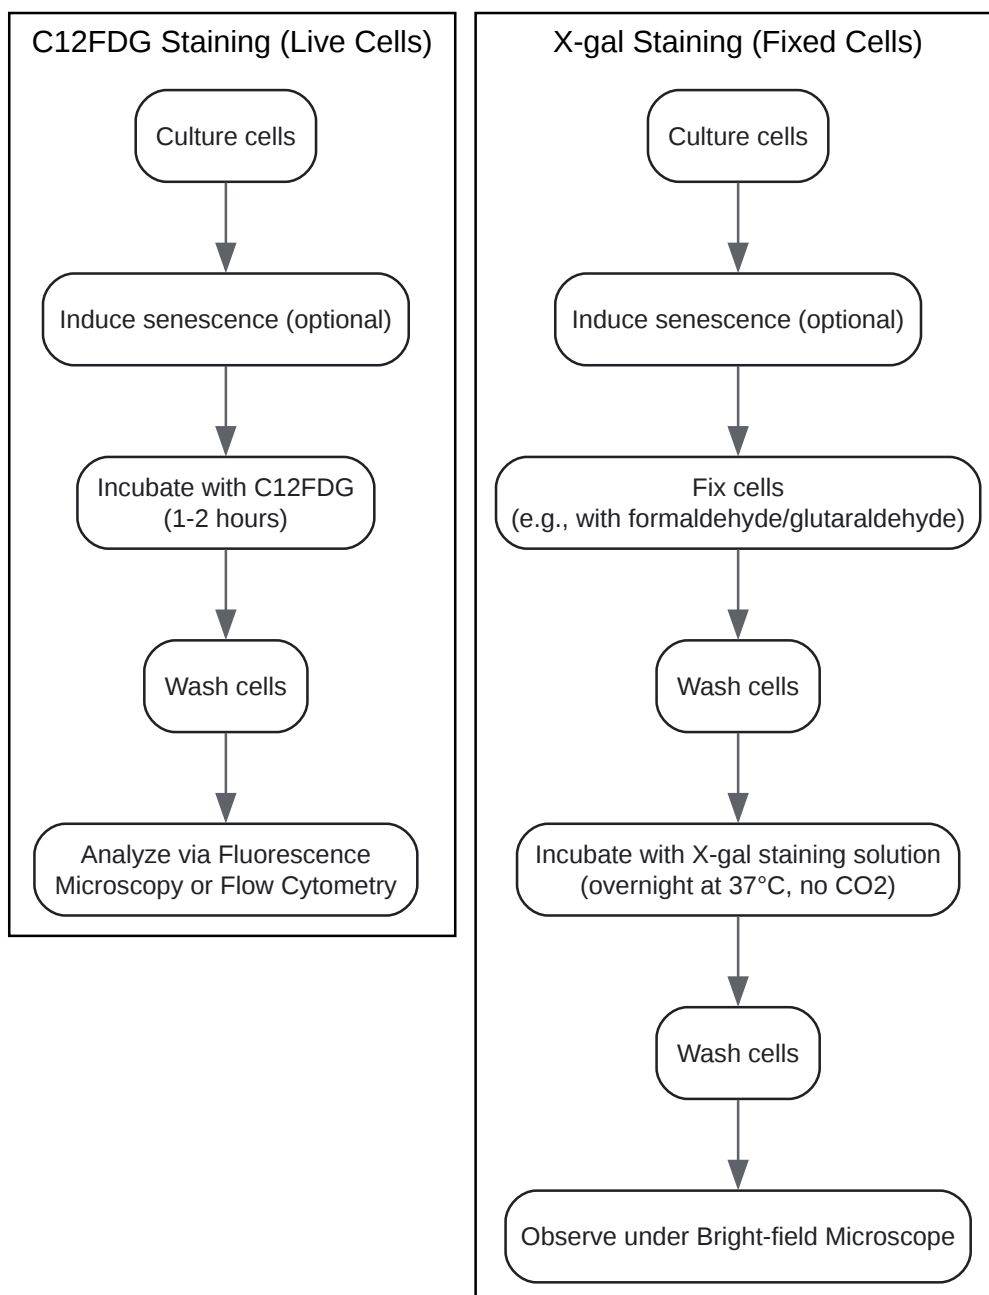 C12FDG Staining (Live Cells)
Culture cells
Induce senescence (optional)
Incubate with C12FDG
(1-2 hours)
Wash cells
Analyze via Fluorescence
Microscopy or Flow Cytometry
X-gal Staining (Fixed Cells)
Culture cells
Induce senescence (optional)
Fix cells
(e.g., with formaldehyde/glutaraldehyde)
Wash cells
Incubate with X-gal staining solution
(overnight at 37°C, no CO2)
Wash cells
Observe under Bright-field Microscope